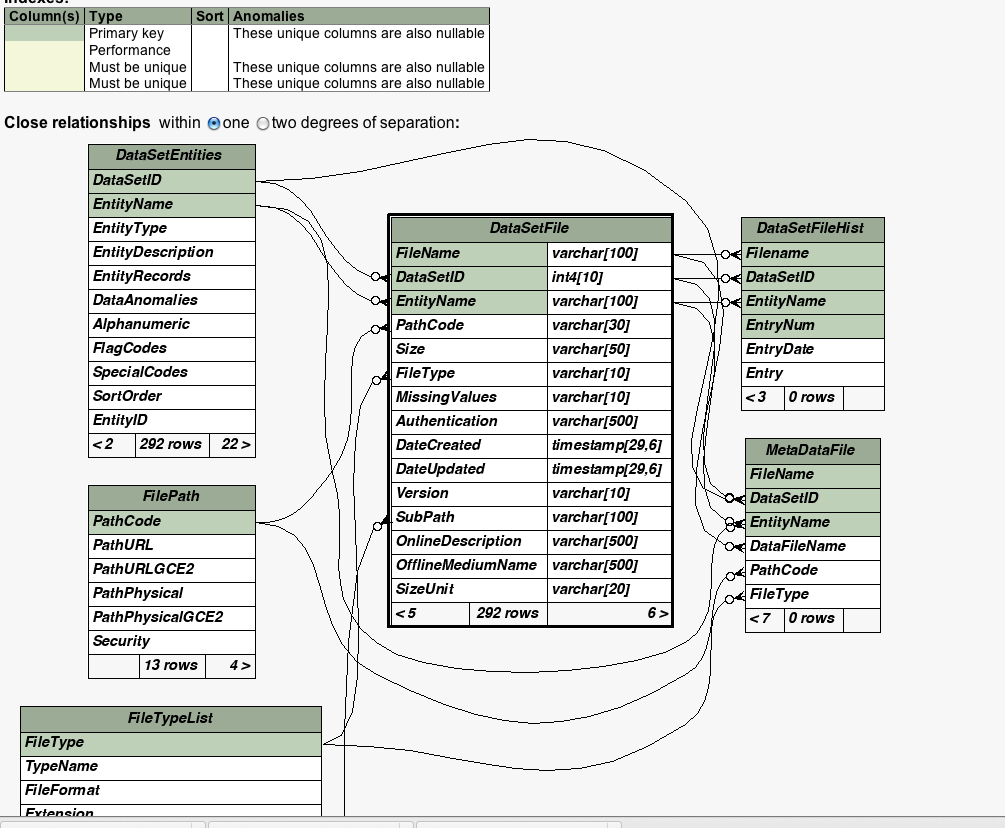 Indexes:
Column(s) Type Sort Anomalies
Primary key These unique columns are also nullable
Performance
Must be unique These unique columns are also nullable
Must be unique These unique columns are also nullable
Close relationships within one two degrees of separation:
DataSetEntities
DataSetID
EntityName
EntityType
EntityDescription
EntityRecords
DataAnomalies
Alphanumeric
FlagCodes
SpecialCodes
SortOrder
EntityID
< 2 292 rows 22 >
FilePath
PathCode
PathURL
PathURLGCE2
PathPhysical
PathPhysicalGCE2
Security
13 rows 4 >
FileTypeList
FileType
TypeName
FileFormat
Extension
DataSetFile
FileName varchar[100]
DataSetID int4[10]
EntityName varchar[100]
PathCode varchar[30]
Size varchar[50]
FileType varchar[10]
MissingValues varchar[10]
Authentication varchar[500]
DateCreated timestamp[29,6]
DateUpdated timestamp[29,6]
Version varchar[10]
SubPath varchar[100]
OnlineDescription varchar[500]
OfflineMediumName varchar[500]
SizeUnit varchar[20]
< 5 292 rows 6 >
DataSetFileHist
Filename
DataSetID
EntityName
EntryNum
EntryDate
Entry
< 3 0 rows
MetaDataFile
FileName
DataSetID
EntityName
DataFileName
PathCode
FileType
< 7 0 rows